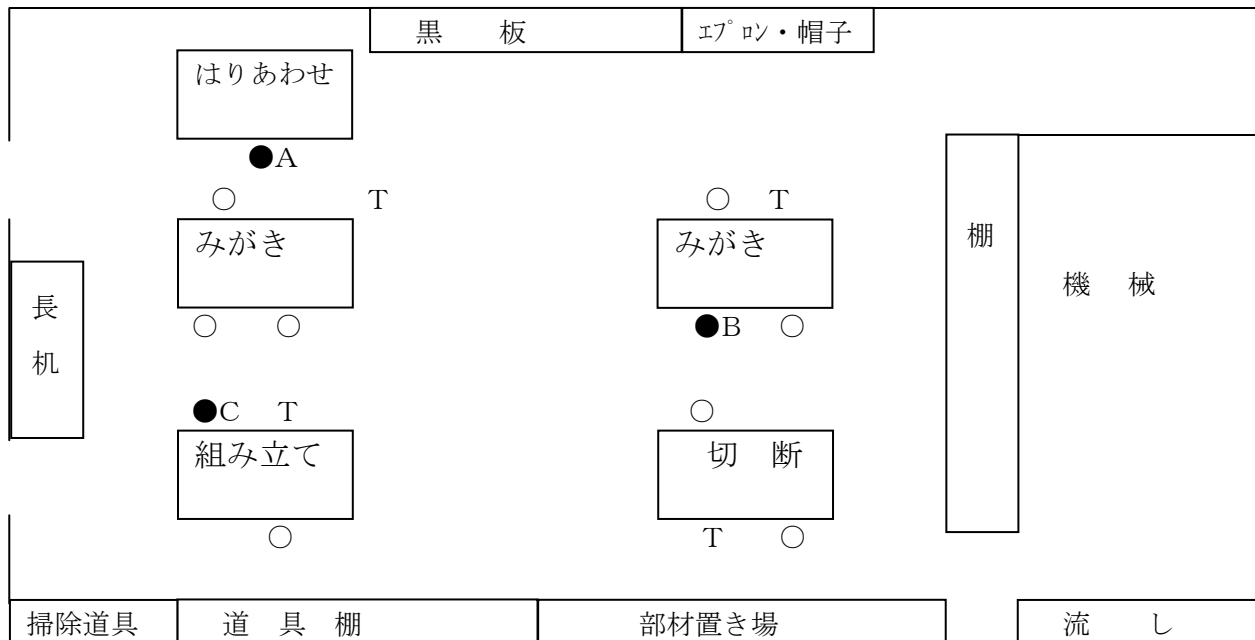 黒　板
エプロン・帽子
はりあわせ
●A
○
T
○
T
みがき
みがき
棚
機　械
長机
○
○
●B
○
●C
T
○
組み立て
切　断
○
T
○
掃除道具
道　具　棚
部材置き場
流　し